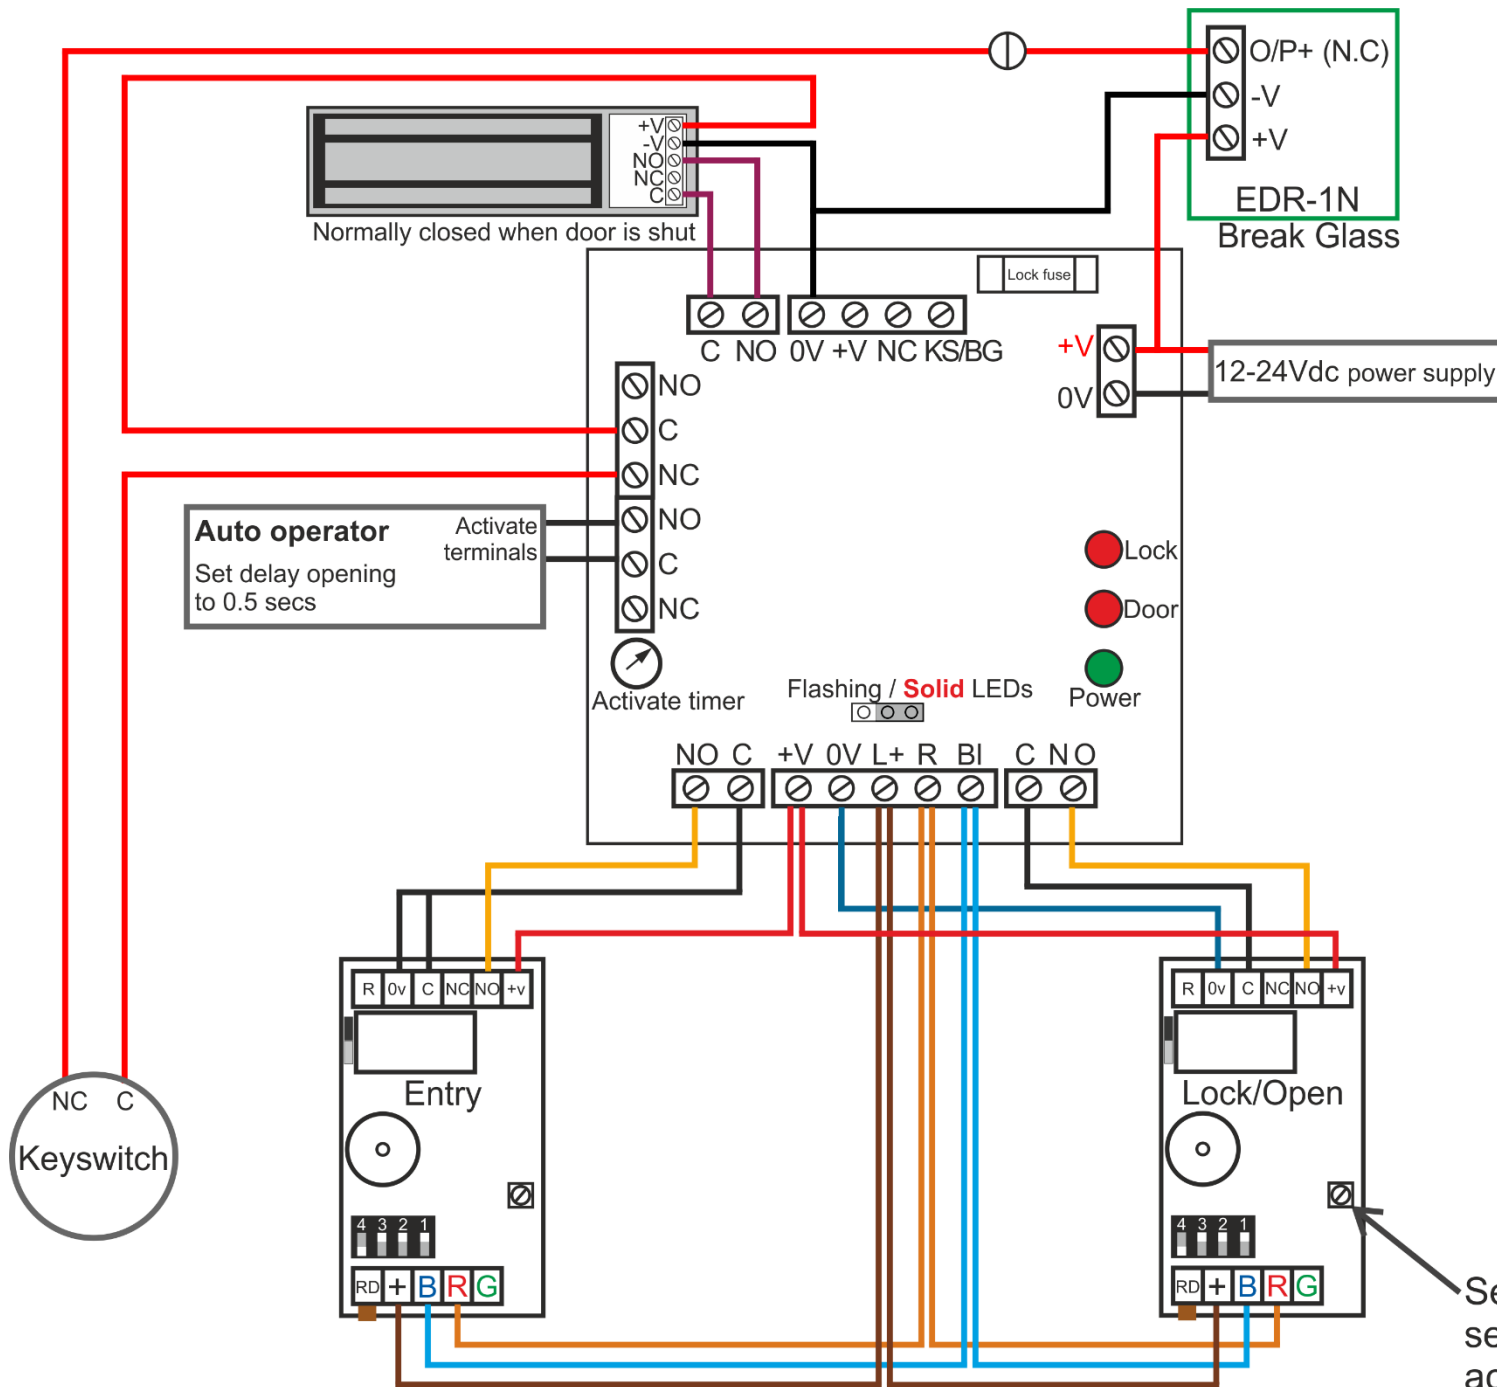 O/P+ (N.C)
-V
+V
EDR-1N
Break Glass
+V
-V
NO
NC
C
Normally closed when door is shut
Lock fuse
C NO 0V +V NC KS/BG
+V
0V
12-24Vdc power supply
NO
C
NC
NO
C
NC
Auto operator
Activate
terminals
Set delay opening
to 0.5 secs
Lock
Door
Power
Activate timer
Flashing / Solid LEDs
NO C +V 0V L+ R Bl C NO
R 0v C NC NO +v
Entry
4 3 2 1
RD + B R G
R 0v C NC NO +v
Lock/Open
4 3 2 1
RD + B R G
NC C
Keyswitch
Se
se
ac